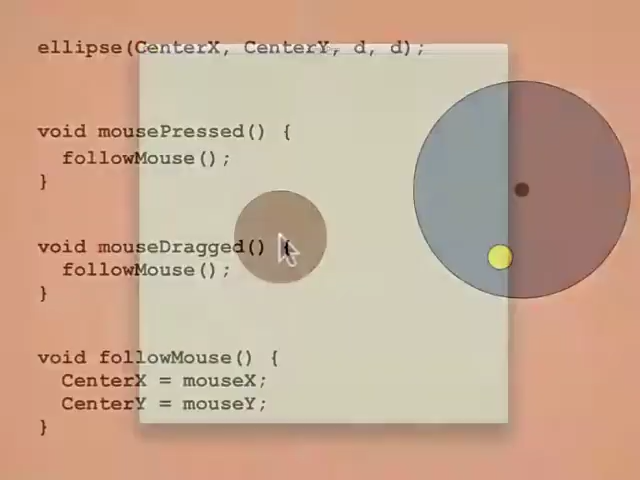 ellipse(CenterX, CenterY, d, d);
void mousePressed() {
followMouse();
}
void mouseDragged() {
followMouse();
}
void followMouse() {
CenterX = mouseX;
CenterY = mouseY;
}